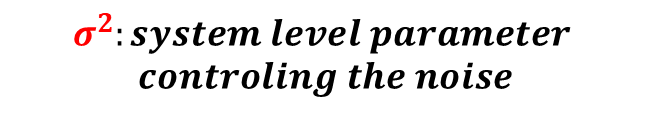 σ²: system level parameter
controling the noise